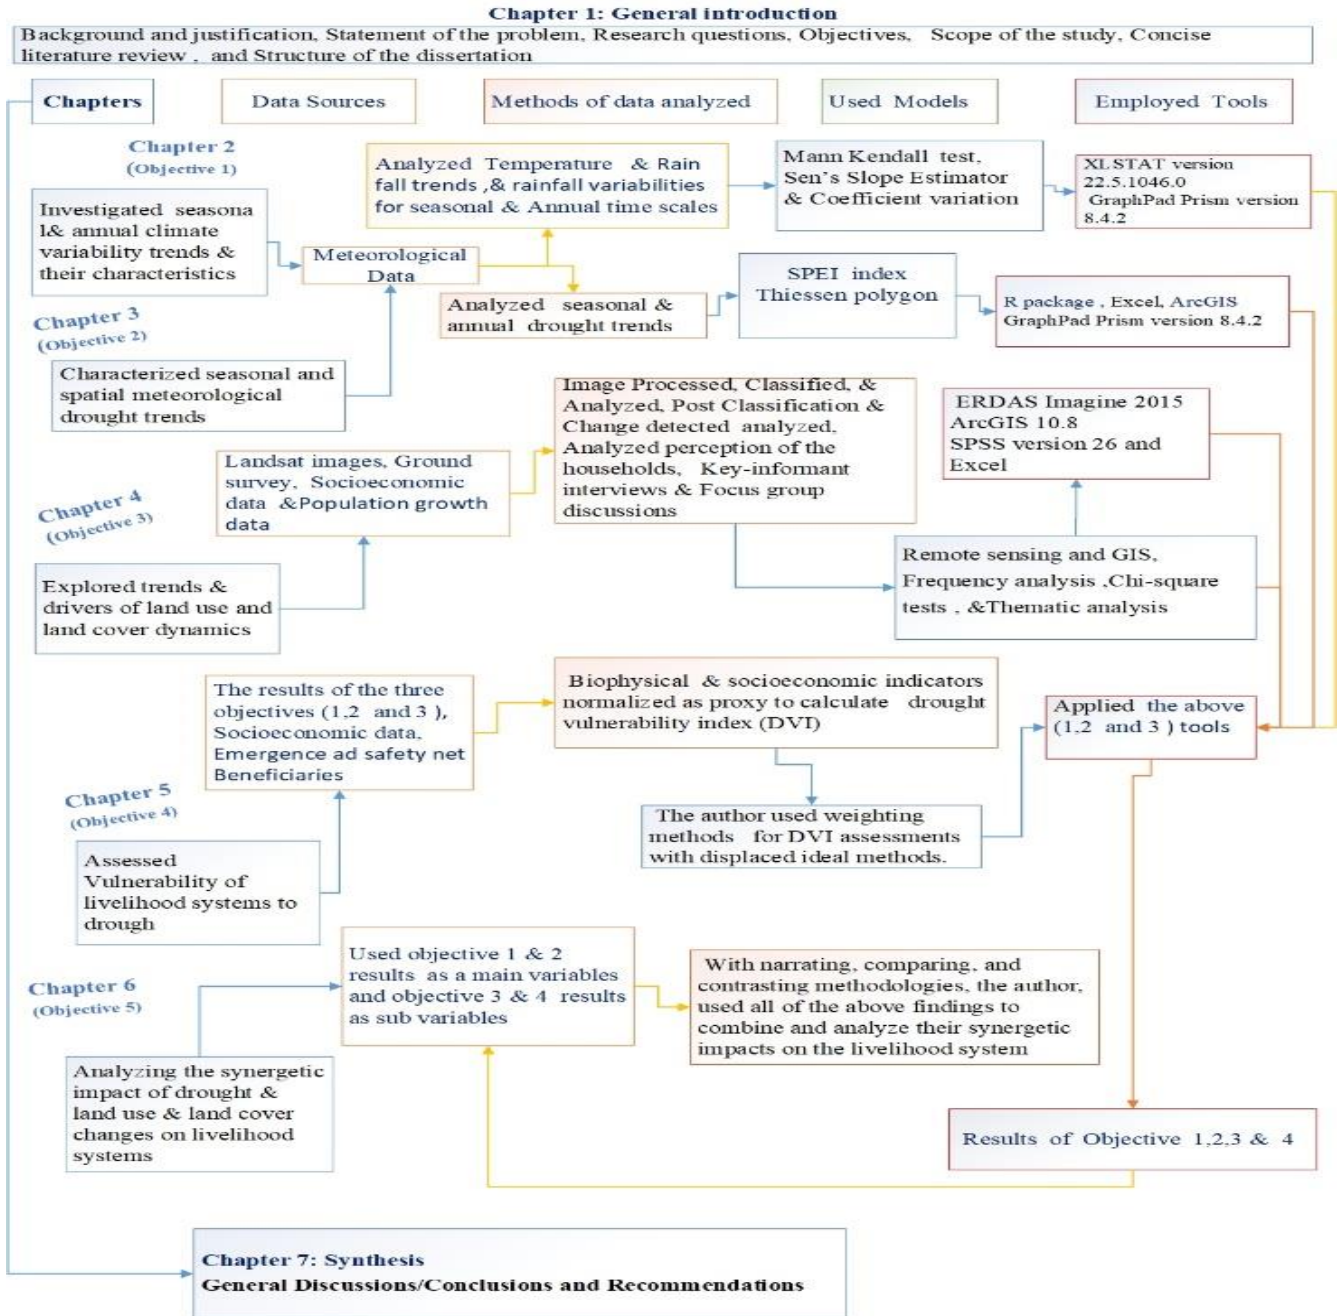 Chapter 1: General introduction
Background and justification, Statement of the problem, Research questions, Objectives, Scope of the study, Concise
literature review , and Structure of the dissertation
Chapters
Data Sources
Methods of data analyzed
Used Models
Employed Tools
Chapter 2
(Objective 1)
Investigated seasona
l& annual climate
variability trends &
their characteristics
Meteorological
Data
Analyzed Temperature & Rain
fall trends ,& rainfall variabilities
for seasonal & Annual time scales
Mann Kendall test,
Sen's Slope Estimator
& Coefficient variation
XLSTAT version
22.5.1046.0
GraphPad Prism version
8.4.2
Analyzed seasonal &
annual drought trends
SPEI index
Thiessen polygon
R package , Excel, ArcGIS
GraphPad Prism version 8.4.2
Chapter 3
(Objective 2)
Characterized seasonal and
spatial meteorological
drought trends
Chapter 4
(Objective 3)
Explored trends &
drivers of land use and
land cover dynamics
Landsat images, Ground
survey, Socioeconomic
data &Population growth
data
Image Processed, Classified, &
Analyzed, Post Classification &
Change detected analyzed,
Analyzed perception of the
households, Key-informant
interviews & Focus group
discussions
ERDAS Imagine 2015
ArcGIS 10.8
SPSS version 26 and
Excel
Remote sensing and GIS,
Frequency analysis ,Chi-square
tests , &Thematic analysis
Chapter 5
(Objective 4)
Assessed
Vulnerability of
livelihood systems to
drough
The results of the three
objectives (1,2 and 3 ),
Socioeconomic data,
Emergence ad safety net
Beneficiaries
Biophysical & socioeconomic indicators
normalized as proxy to calculate drought
vulnerability index (DVI)
The author used weighting
methods for DVI assessments
with displaced ideal methods.
Applied the above
(1,2 and 3 ) tools
Chapter 6
(Objective 5)
Analyzing the synergetic
impact of drought &
land use & land cover
changes on livelihood
systems
Used objective 1 & 2
results as a main variables
and objective 3 & 4 results
as sub variables
With narrating, comparing, and
contrasting methodologies, the author,
used all of the above findings to
combine and analyze their synergetic
impacts on the livelihood system
Results of Objective 1,2,3 & 4
Chapter 7: Synthesis
General Discussions/Conclusions and Recommendations